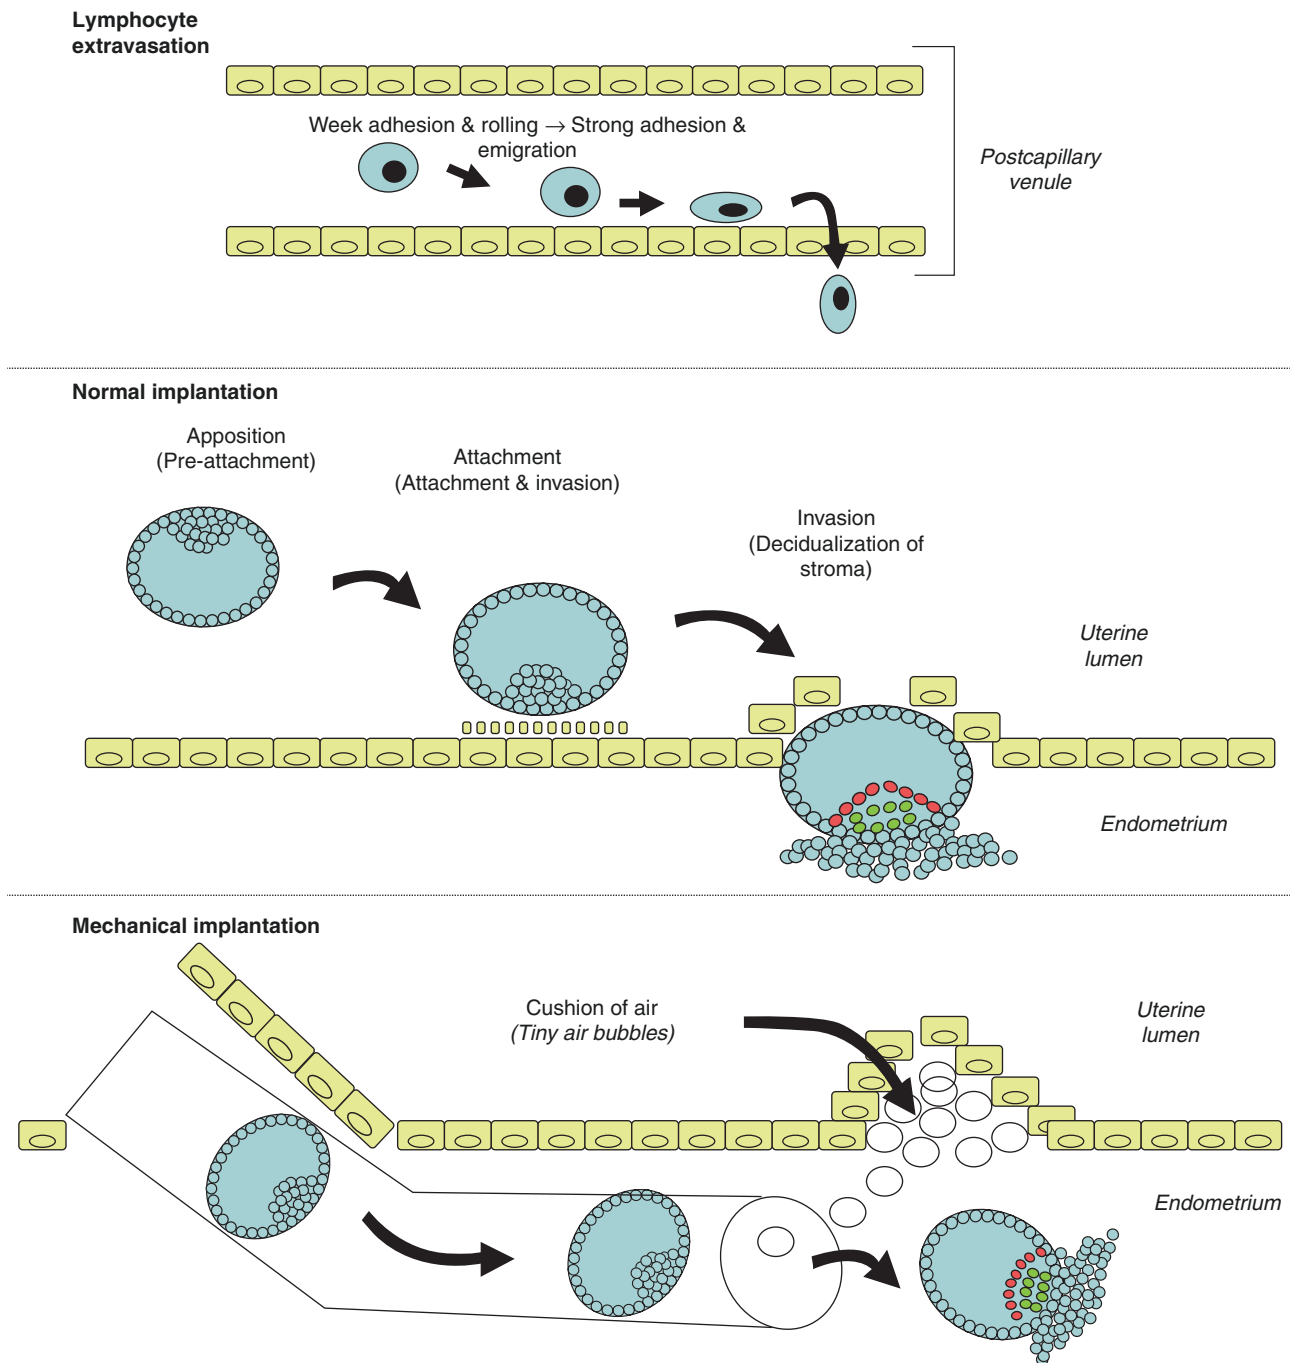 Lymphocyte
extravasation
Week adhesion & rolling → Strong adhesion &
emigration
Postcapillary
venule
Normal implantation
Apposition
(Pre-attachment)
Attachment
(Attachment & invasion)
Invasion
(Decidualization of
stroma)
Uterine
lumen
Endometrium
Mechanical implantation
Cushion of air
(Tiny air bubbles)
Uterine
lumen
Endometrium